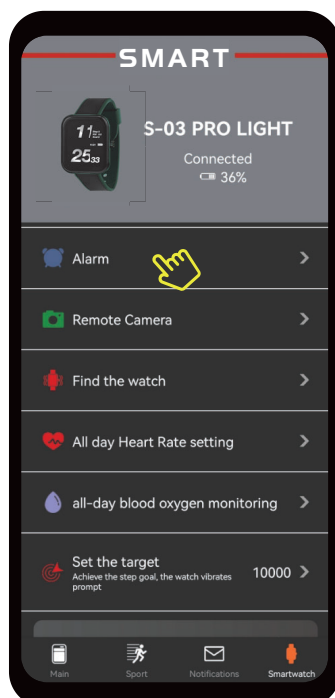 SMART
S-03 PRO LIGHT
Connected
36%
Alarm
Remote Camera
Find the watch
All day Heart Rate setting
all-day blood oxygen monitoring
Set the target
Achieve the step goal, the watch vibrates
prompt
10000
Main
Sport
Notifications
Smartwatch